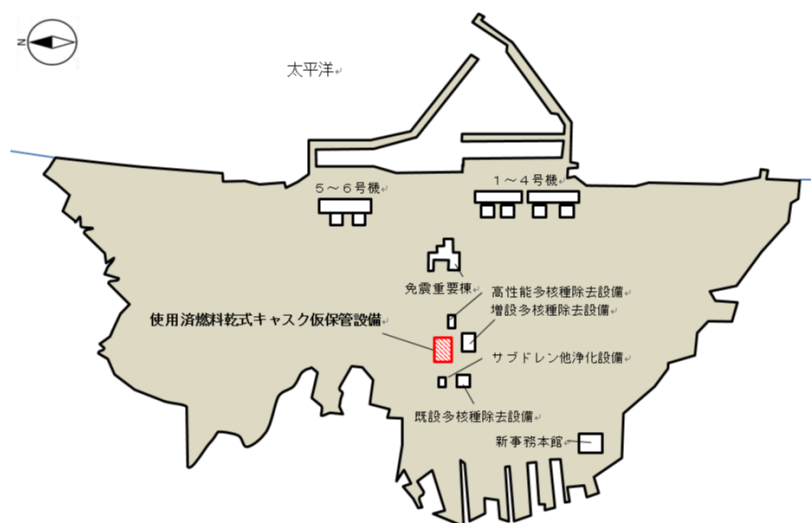 N
太平洋
5～6号機
1～4号機
免震重要棟
高性能多核種除去設備
増設多核種除去設備
使用済燃料乾式キャスク仮保管設備
サブドレン他浄化設備
既設多核種除去設備
新事務本館